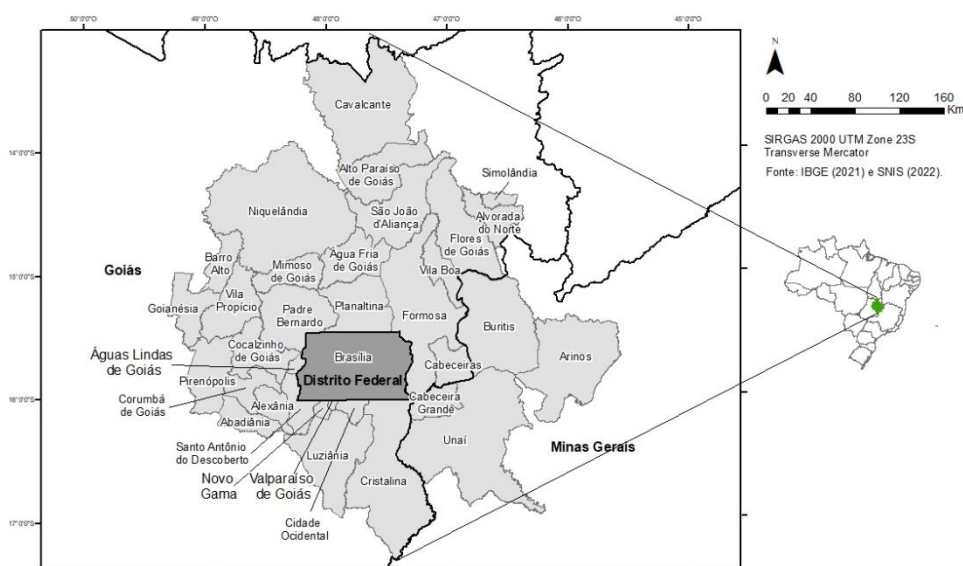 50°0'0"O 49°0'0"O 48°0'0"O 47°0'0"O 46°0'0"O 45°0'0"O
N
0 20 40 80 120 160
Km
SIRGAS 2000 UTM Zone 23S
Transverse Mercator
Fonte: IBGE (2021) e SNIS (2022).
Cavalcante
14°0'0"S
Alto Paraíso
de Goiás
Simolândia
Niquelândia
São João
d'Aliança
Alvorada
do Norte
Flores
de Goiás
Água Fria
de Goiás
15°0'0"S
Goiás
Barro
Alto
Mimoso
de Goiás
Vila Boa
Goianésia
Vila
Propício
Padre
Bernardo
Planaltina
Formosa
Buritis
Arinos
Cocalzinho
de Goiás
Brasília
Distrito Federal
Cabeceiras
Águas Lindas
de Goiás
Pirenópolis
Corumbá
de Goiás
16°0'0"S
Alexânia
Abadiânia
Cabeceira
Grande
Unaí
Minas Gerais
Santo Antônio
do Descoberto
Luziânia
Novo
Gama
Valparaíso
de Goiás
Cristalina
Cidade
Ocidental
17°0'0"S